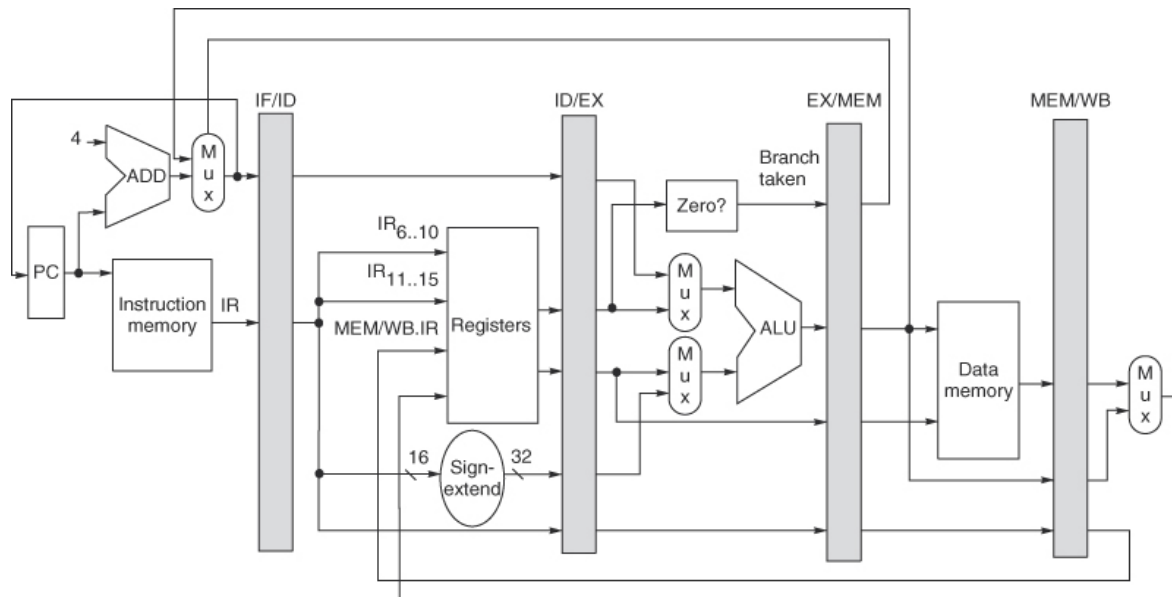 IF/ID
ID/EX
EX/MEM
MEM/WB
4
ADD
M
u
x
Branch
taken
Zero?
IR6..10
IR11..15
MEM/WB.IR
Registers
PC
Instruction
memory
IR
M
u
x
ALU
M
u
x
Data
memory
M
u
x
16
Sign-
extend
32